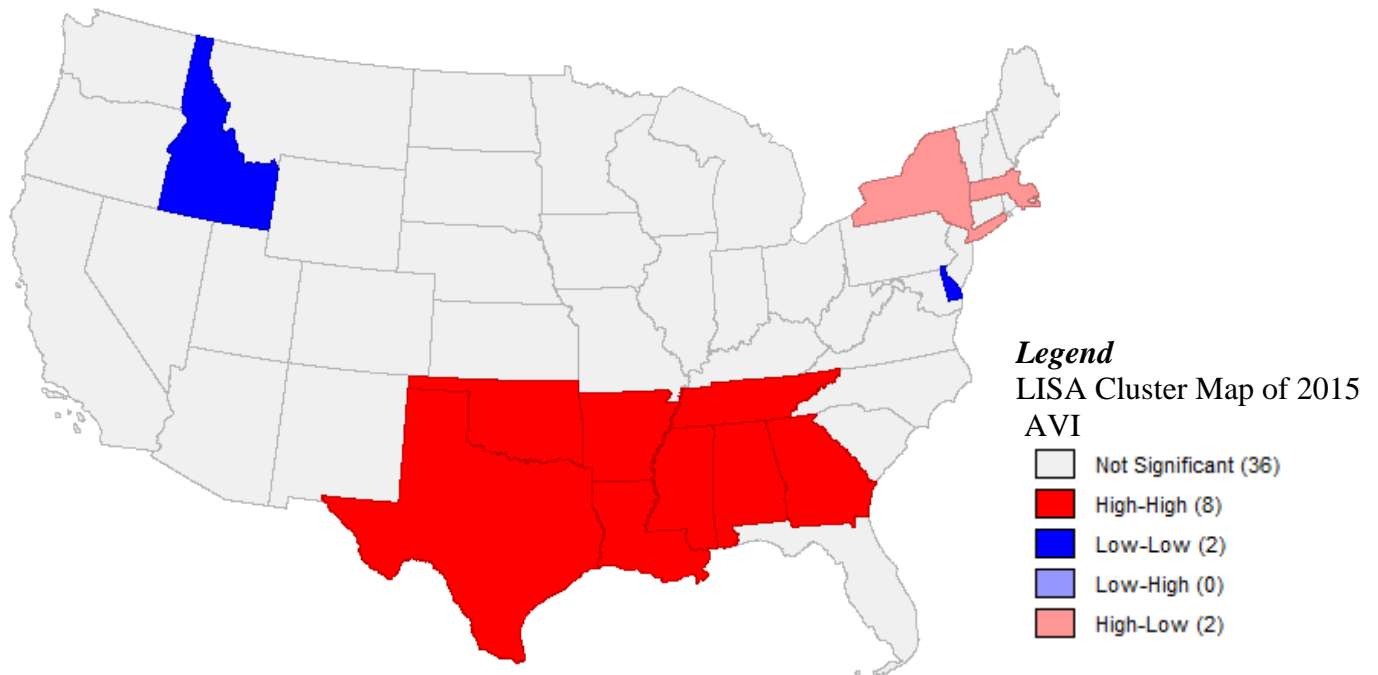 Legend
LISA Cluster Map of 2015
AVI
Not Significant (36)
High-High (8)
Low-Low (2)
Low-High (0)
High-Low (2)